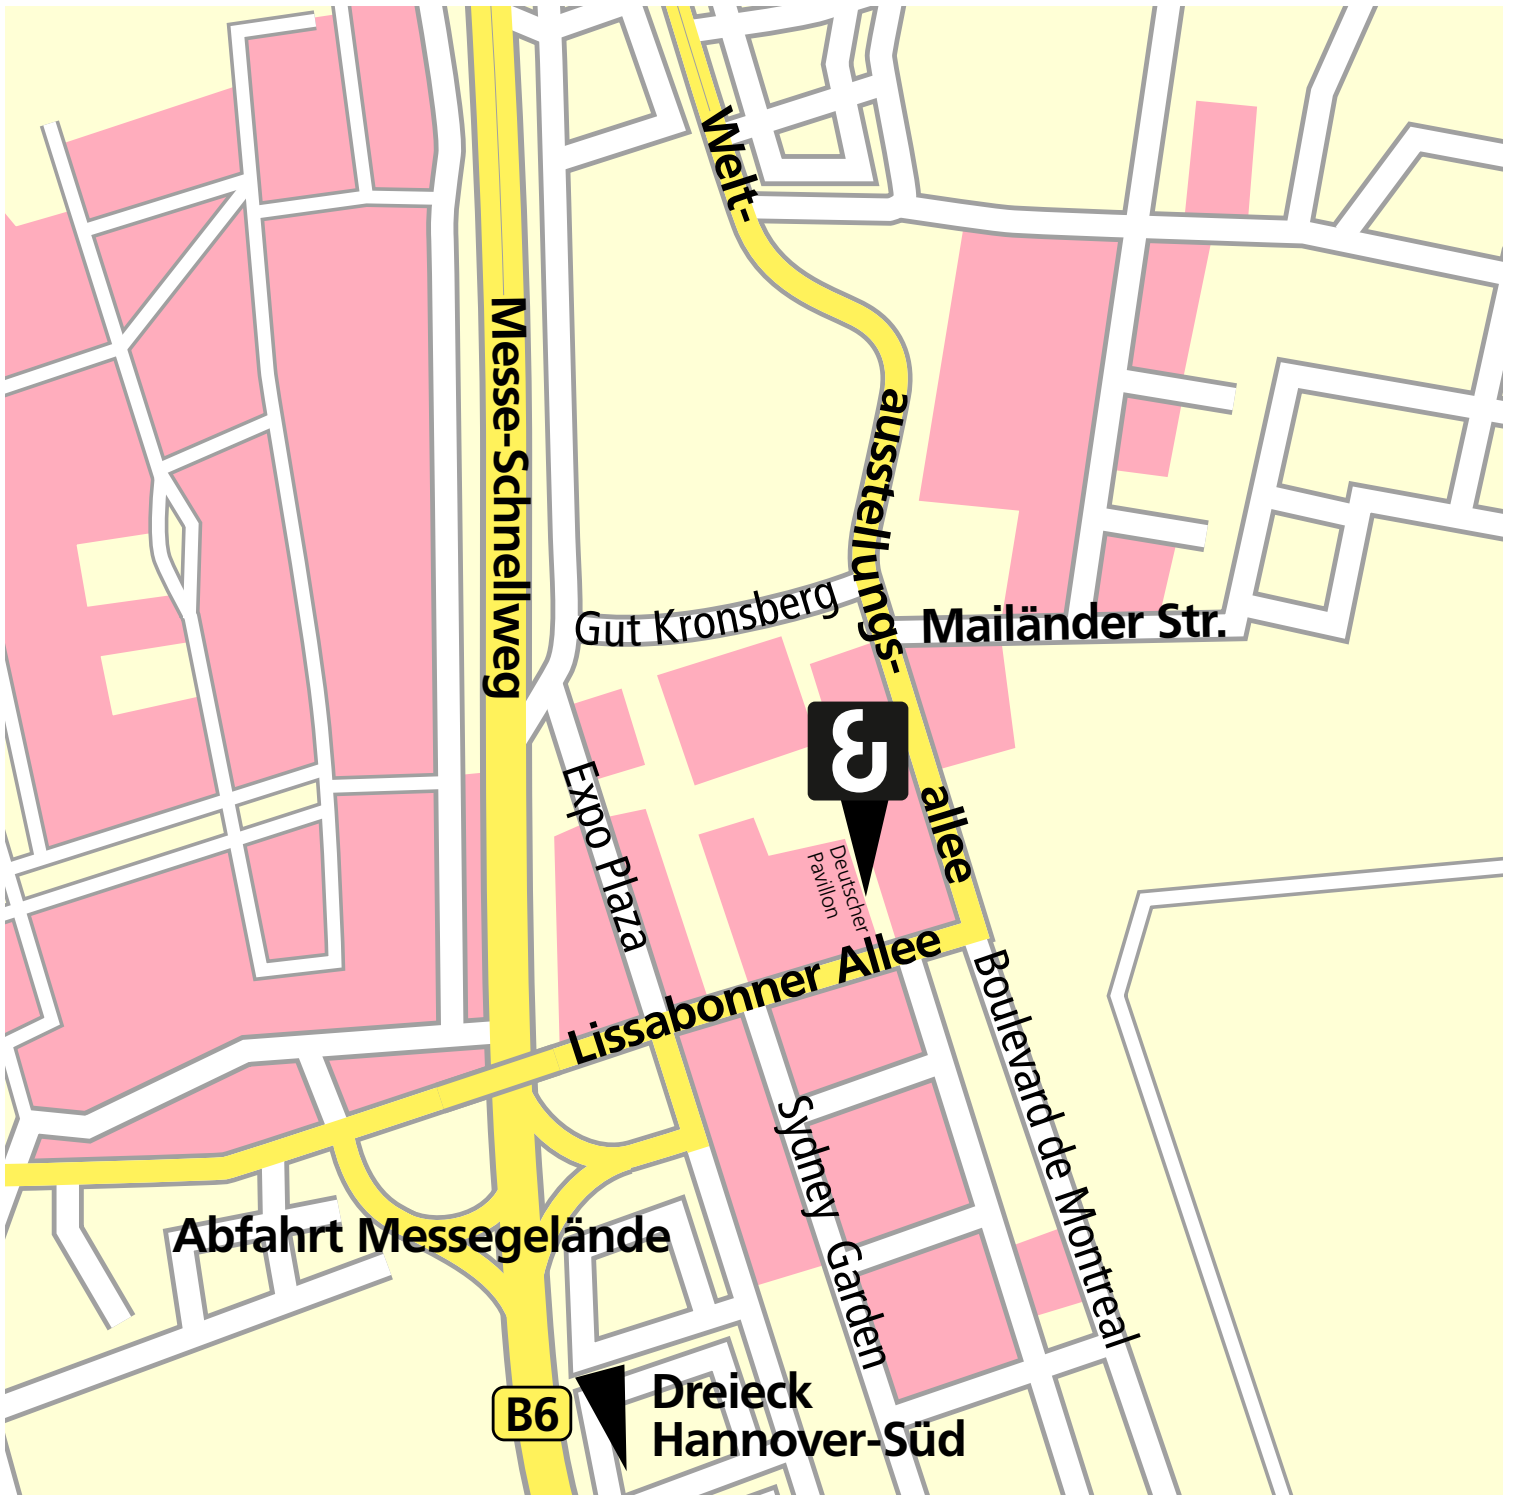 Welt-
ausstellungs-
allee
Messe-Schnellweg
Gut Kronsberg
Mailänder Str.
Expo Plaza
Deutscher
Pavillon
Lissabonner Allee
Boulevard de Montreal
Sydney Garden
Abfahrt Messegelände
B6
Dreieck
Hannover-Süd